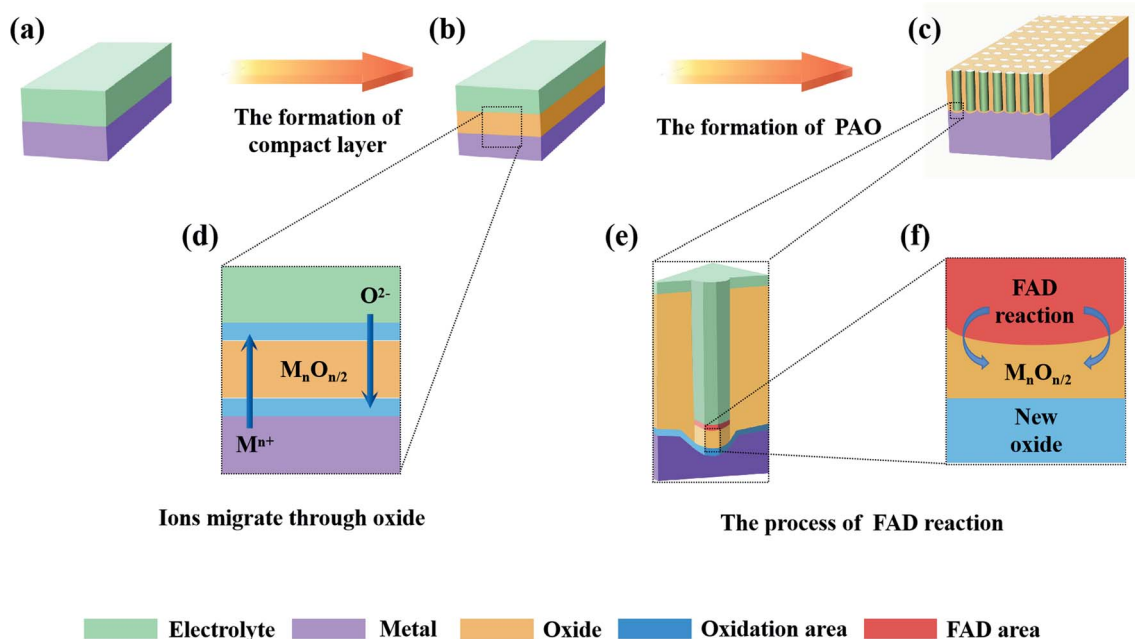 (a)
(b)
(c)
The formation of
compact layer
The formation of PAO
(d)
(e)
(f)
O²⁻
MₙOₙ/₂
Mⁿ⁺
FAD
reaction
MₙOₙ/₂
New
oxide
Ions migrate through oxide
The process of FAD reaction
Electrolyte
Metal
Oxide
Oxidation area
FAD area